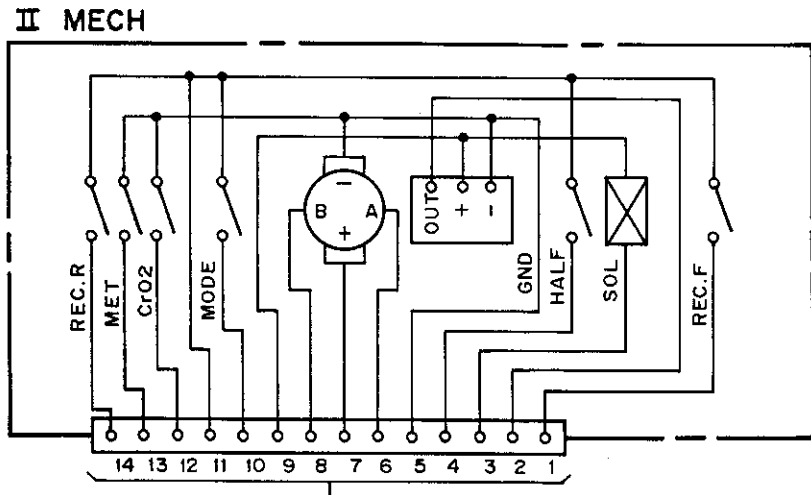 II MECH
REC.R
MET
CrO2
MODE
B
−
+
A
OUT
+
−
GND
HALF
SOL
REC.F
14 13 12 11 10 9 8 7 6 5 4 3 2 1